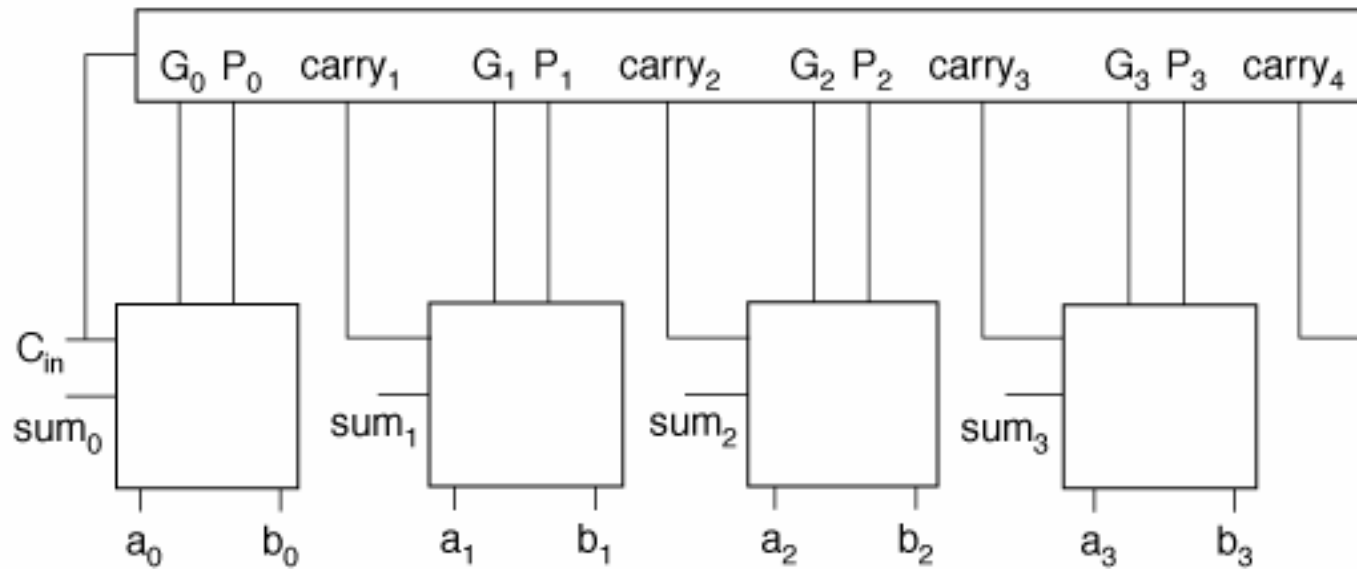 G₀ P₀ carry₁ G₁ P₁ carry₂ G₂ P₂ carry₃ G₃ P₃ carry₄
Cᵢₙ
sum₀ sum₁ sum₂ sum₃
a₀ b₀ a₁ b₁ a₂ b₂ a₃ b₃